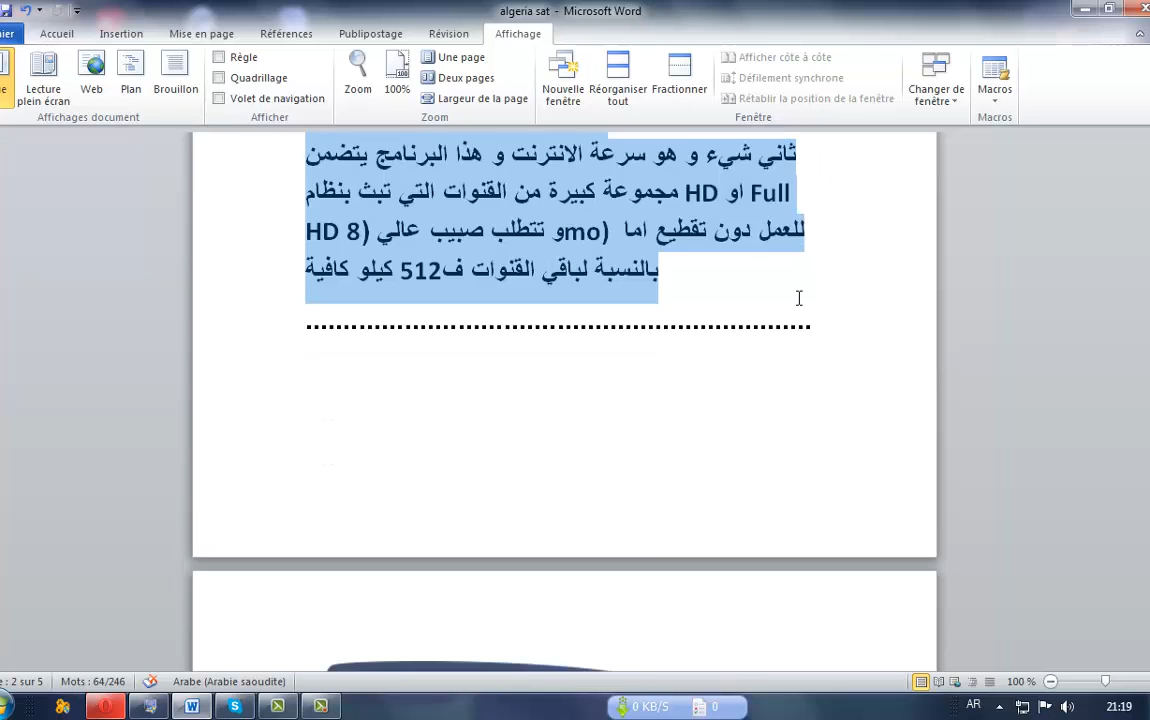 algeria sat - Microsoft Word
Accueil
Insertion
Mise en page
Références
Publipostage
Révision
Affichage
Lecture plein écran
Web
Plan
Brouillon
Affichages document
Règle
Quadrillage
Volet de navigation
Afficher
Zoom
100%
Une page
Deux pages
Largeur de la page
Zoom
Nouvelle fenêtre
Réorganiser tout
Fractionner
Afficher côte à côte
Défilement synchrone
Rétablir la position de la fenêtre
Fenêtre
Changer de fenêtre
Macros
Macros
ثاني شيء و هو سرعة الانترنت و هذا البرنامج يتضمن
Full او HD مجموعة كبيرة من القنوات التي تبث بنظام
للعمل دون تقطيع اما (moو تتطلب صبيب عالي (8 HD
بالنسبة لباقي القنوات ف512 كيلو كافية
................................................................
: 2 sur 5
Mots : 64/246
Arabe (Arabie saoudite)
100 %
0 KB/S
0
AR
21:19